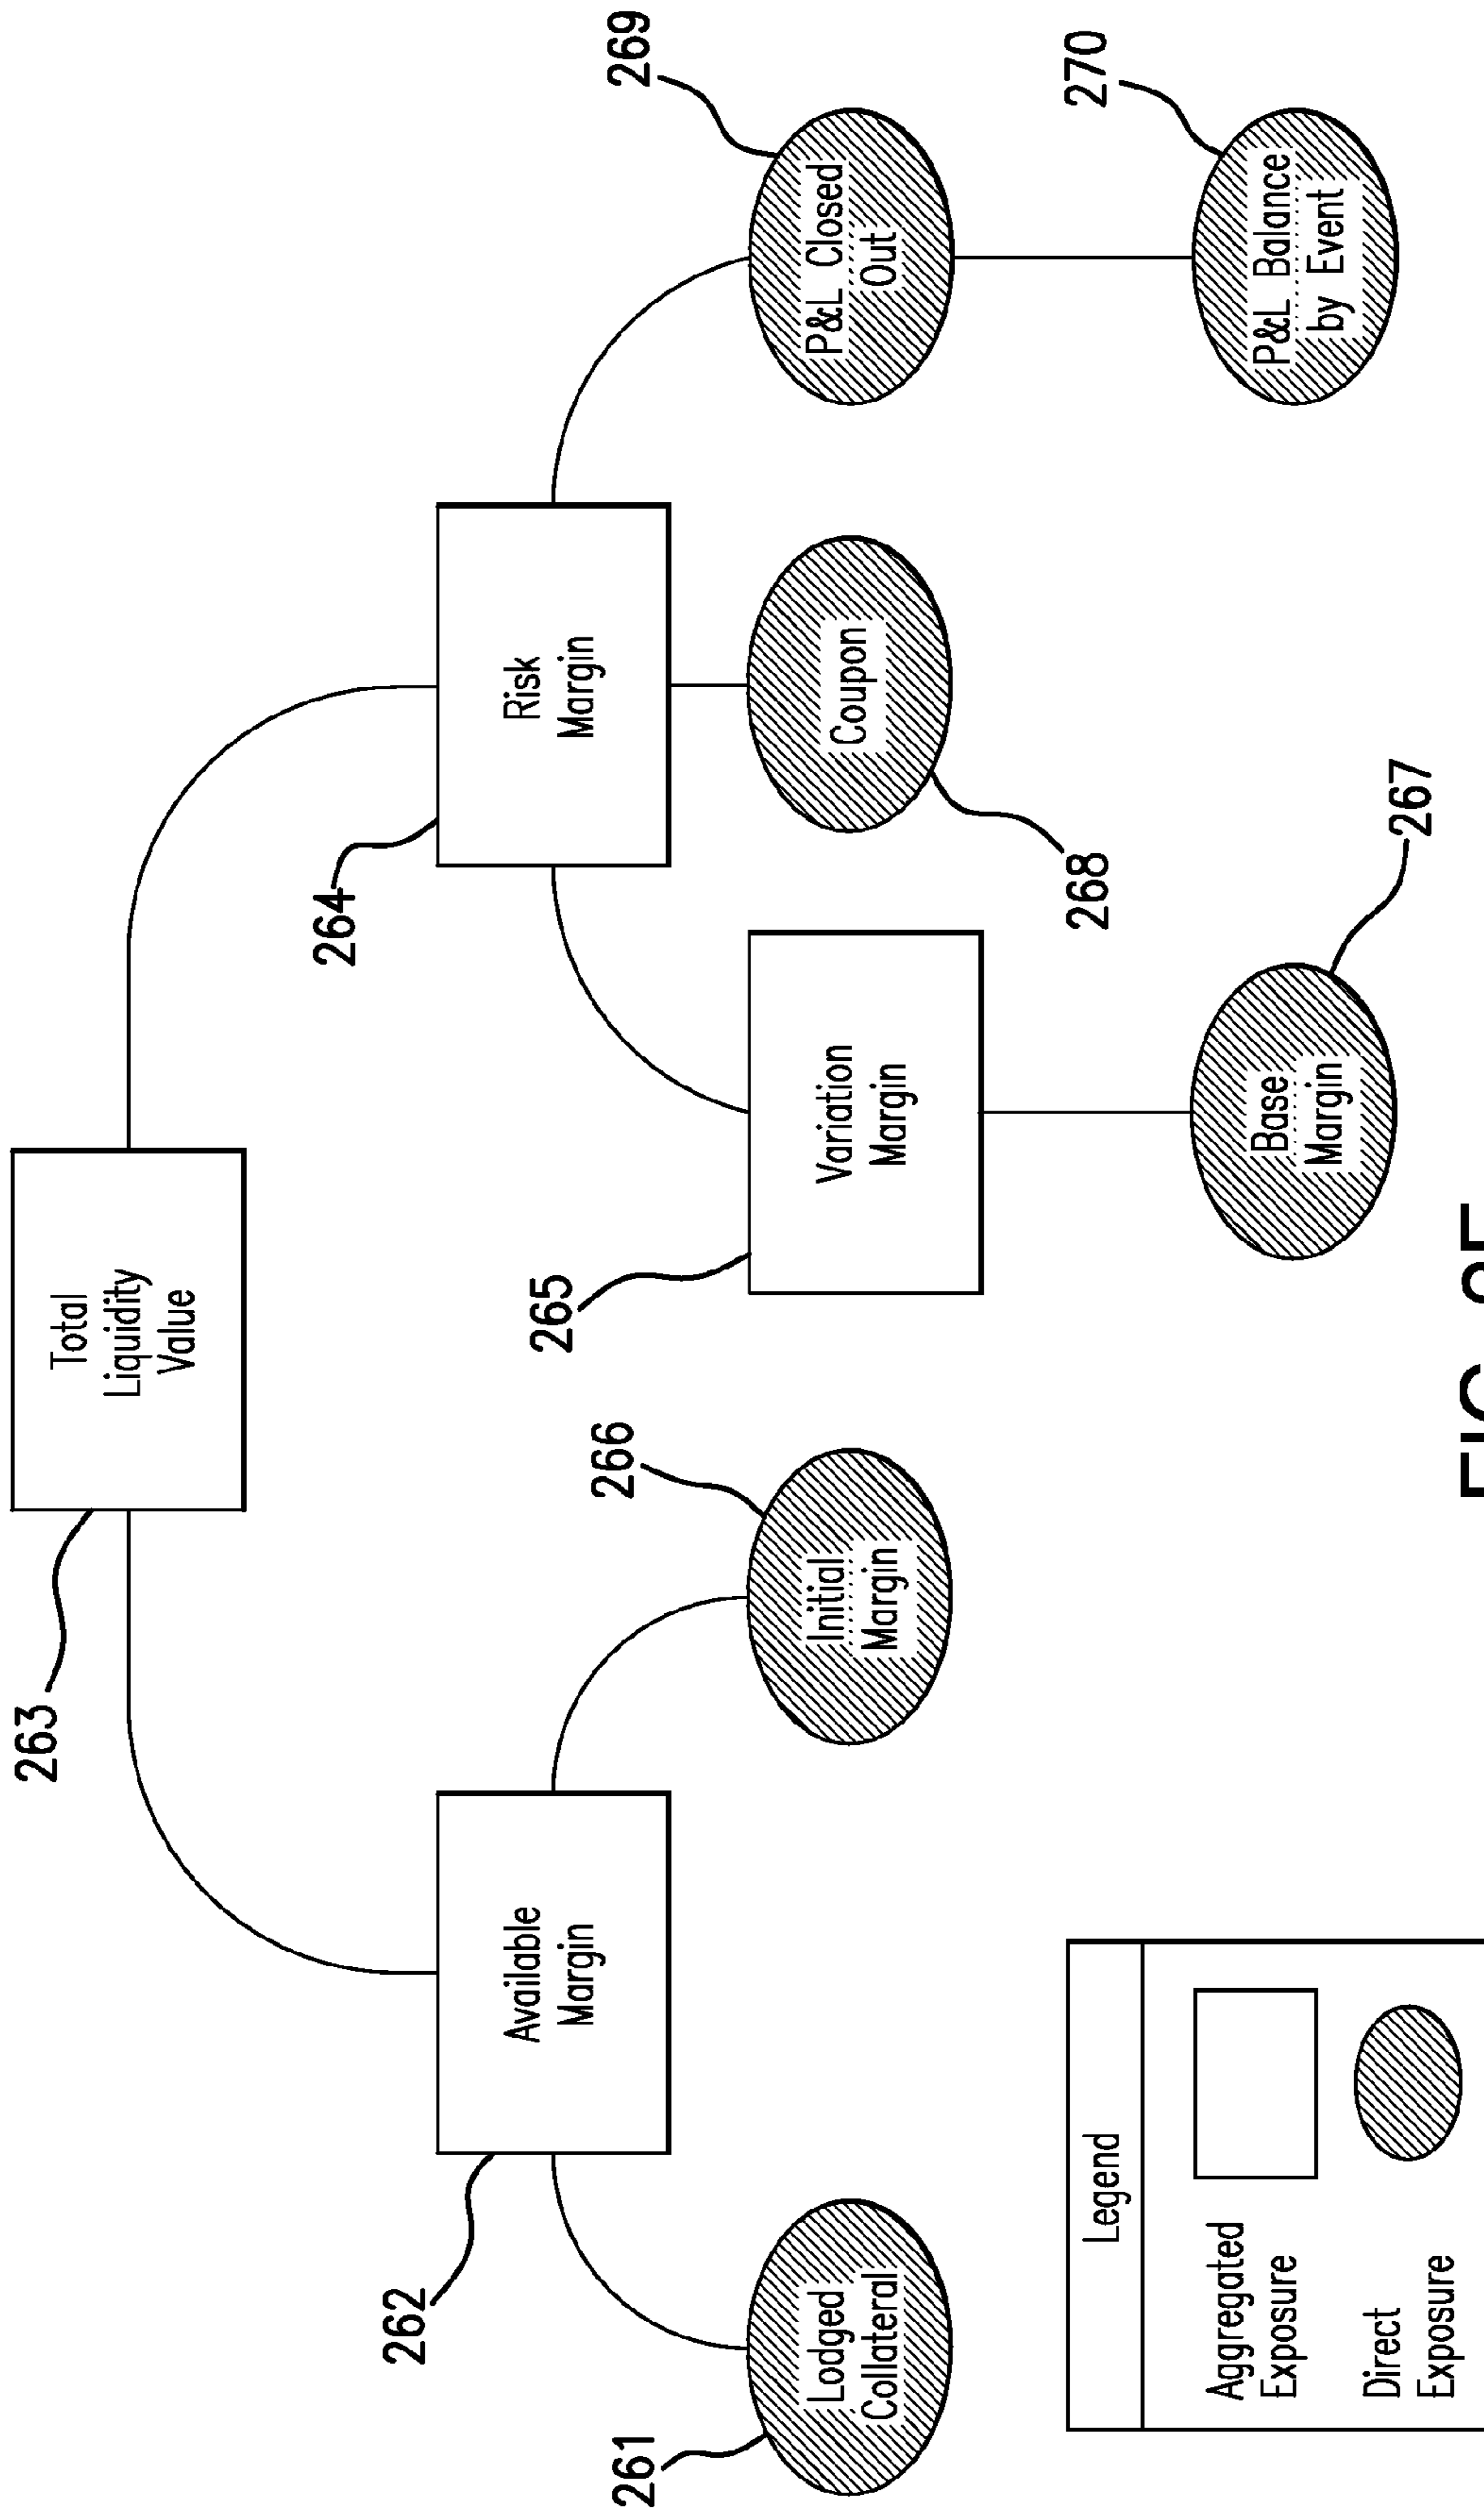 Total
Liquidity
Value
263
Available
Margin
262
Risk
Margin
264
Lodged
Collateral
261
Initial
Margin
266
Variation
Margin
265
Coupon
268
P&L Closed
Out
269
Base
Margin
267
P&L Balance
by Event
270
Legend
Aggregated
Exposure
Direct
Exposure